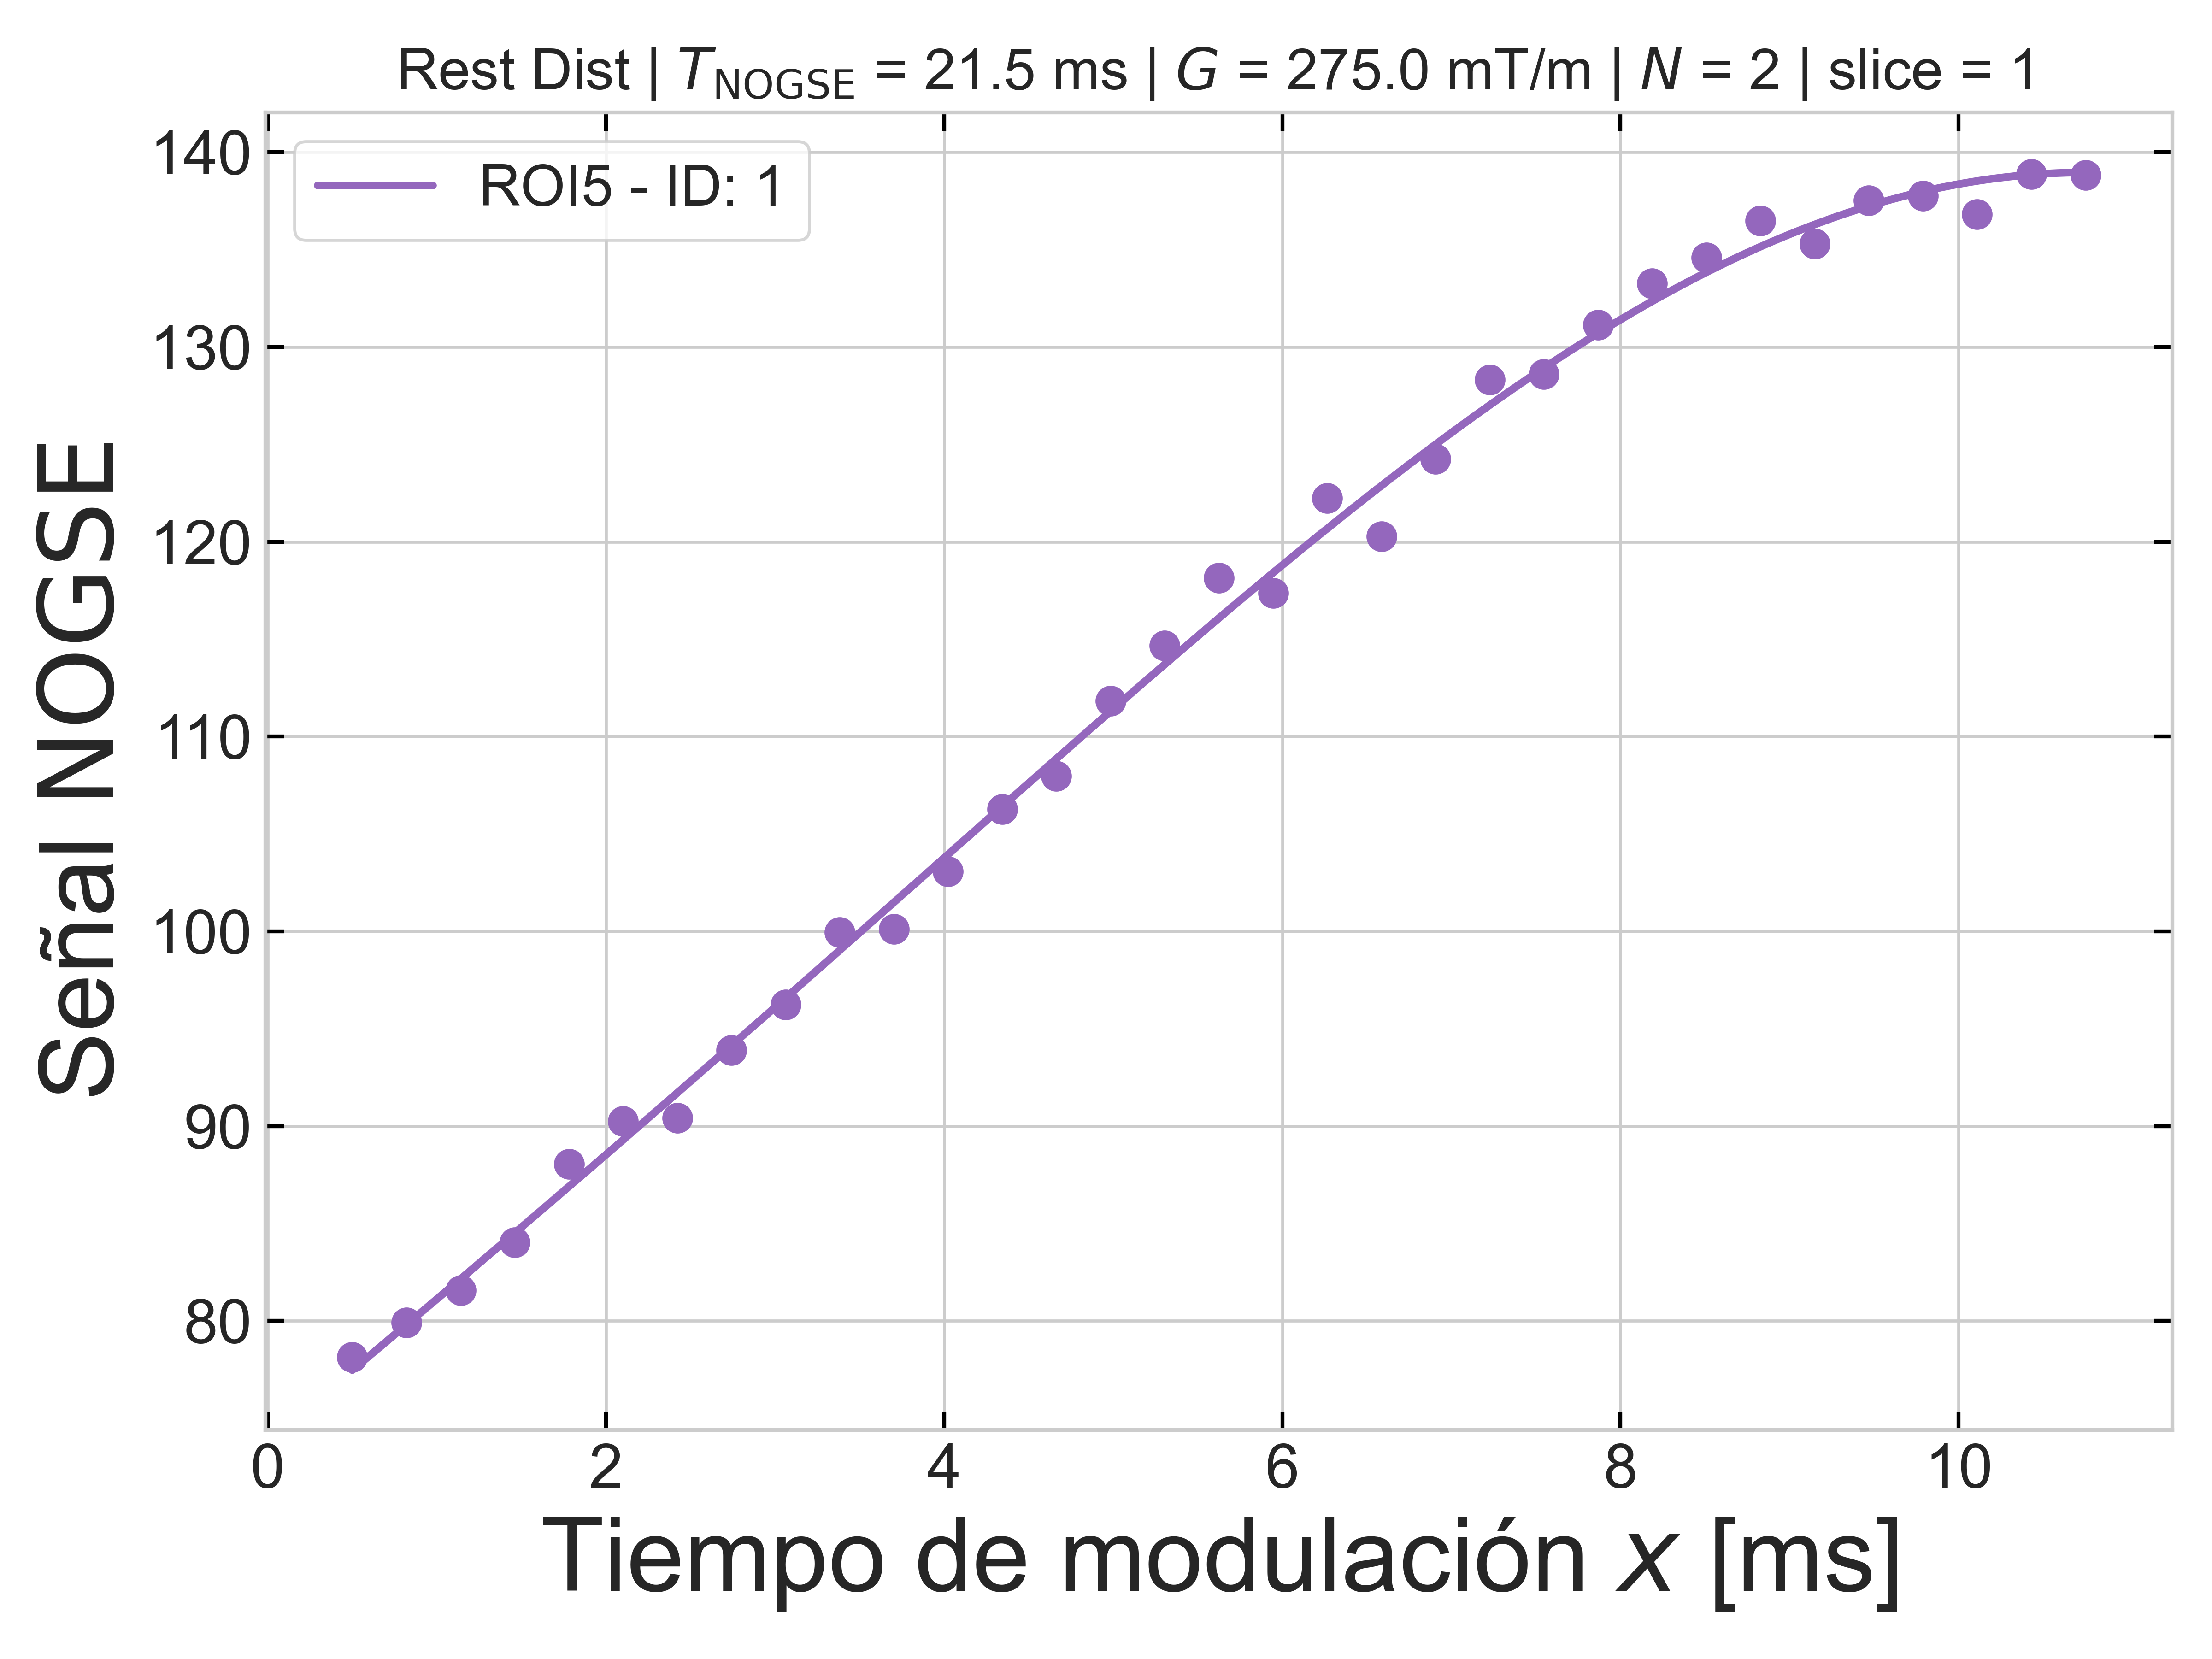 Rest Dist | T_NOGSE = 21.5 ms | G = 275.0 mT/m | N = 2 | slice = 1
ROI5 - ID: 1
140
130
120
110
100
90
80
Señal NOGSE
0 2 4 6 8 10
Tiempo de modulación x [ms]